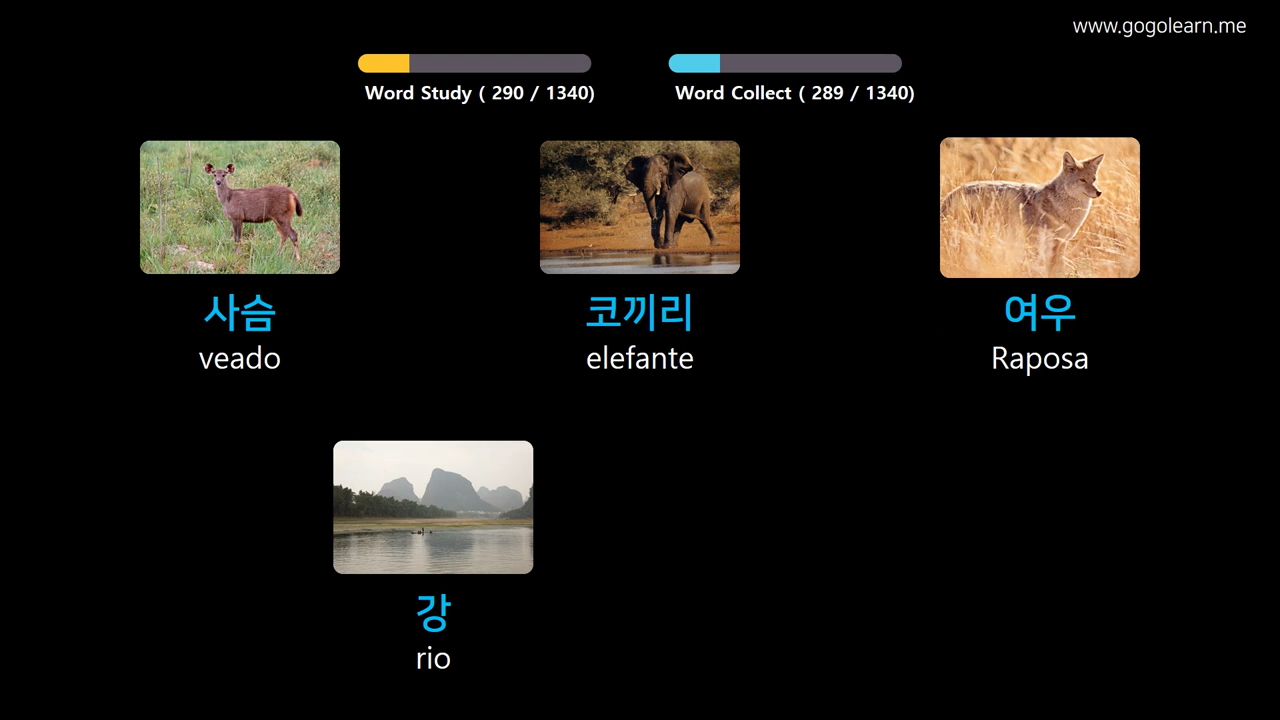 www.gogolearn.me
Word Study ( 290 / 1340)
Word Collect ( 289 / 1340)
사슴
veado
코끼리
elefante
여우
Raposa
강
rio